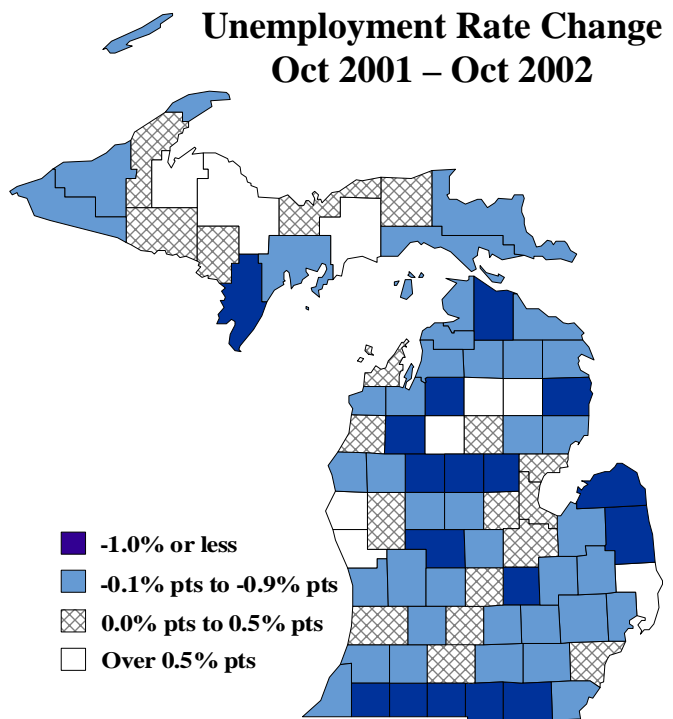 Unemployment Rate Change
Oct 2001 – Oct 2002
-1.0% or less
-0.1% pts to -0.9% pts
0.0% pts to 0.5% pts
Over 0.5% pts